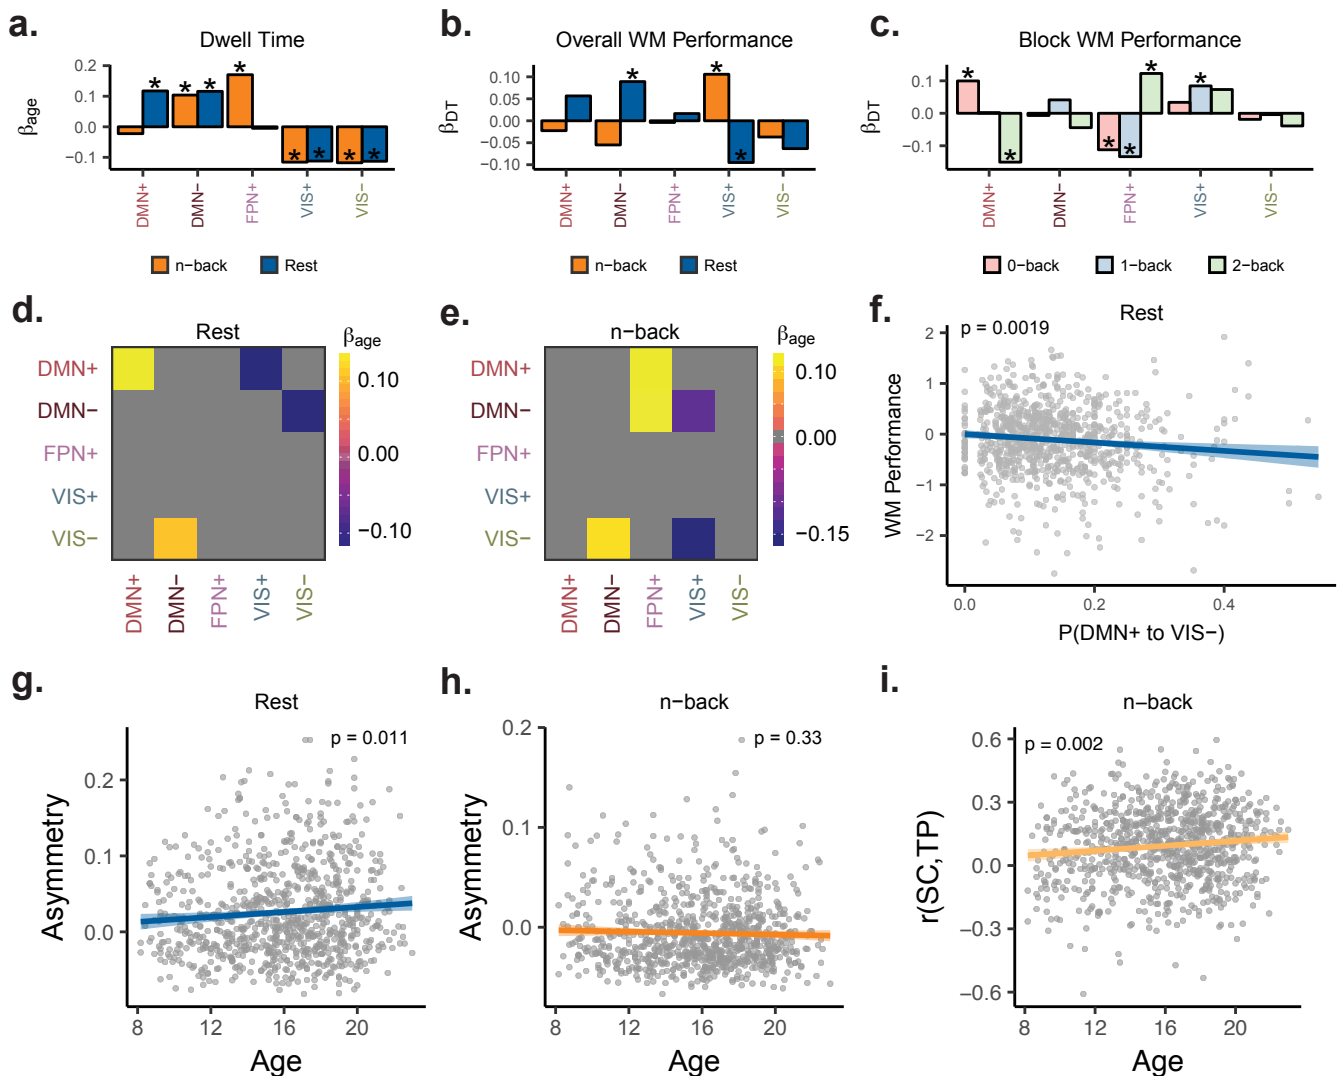 a.
Dwell Time
βage
0.2
0.1
0.0
−0.1
* * * * * * * * *
DMN+
DMN−
FPN+
VIS+
VIS−
n−back
Rest
b.
Overall WM Performance
βDT
0.10
0.05
0.00
−0.05
−0.10
* * *
DMN+
DMN−
FPN+
VIS+
VIS−
n−back
Rest
c.
Block WM Performance
βDT
0.1
0.0
−0.1
* * * * * *
DMN+
DMN−
FPN+
VIS+
VIS−
0−back
1−back
2−back
d.
Rest
DMN+
DMN−
FPN+
VIS+
VIS−
DMN+
DMN−
FPN+
VIS+
VIS−
βage
0.10
0.00
−0.10
e.
n−back
DMN+
DMN−
FPN+
VIS+
VIS−
DMN+
DMN−
FPN+
VIS+
VIS−
βage
0.10
0.00
−0.15
f.
Rest
p = 0.0019
WM Performance
2
1
0
−1
−2
0.0
0.2
0.4
P(DMN+ to VIS−)
g.
Rest
p = 0.011
Asymmetry
0.2
0.1
0.0
8
12
16
20
Age
h.
n−back
p = 0.33
Asymmetry
0.2
0.1
0.0
8
12
16
20
Age
i.
n−back
p = 0.002
r(SC,TP)
0.6
0.3
0.0
−0.3
−0.6
8
12
16
20
Age